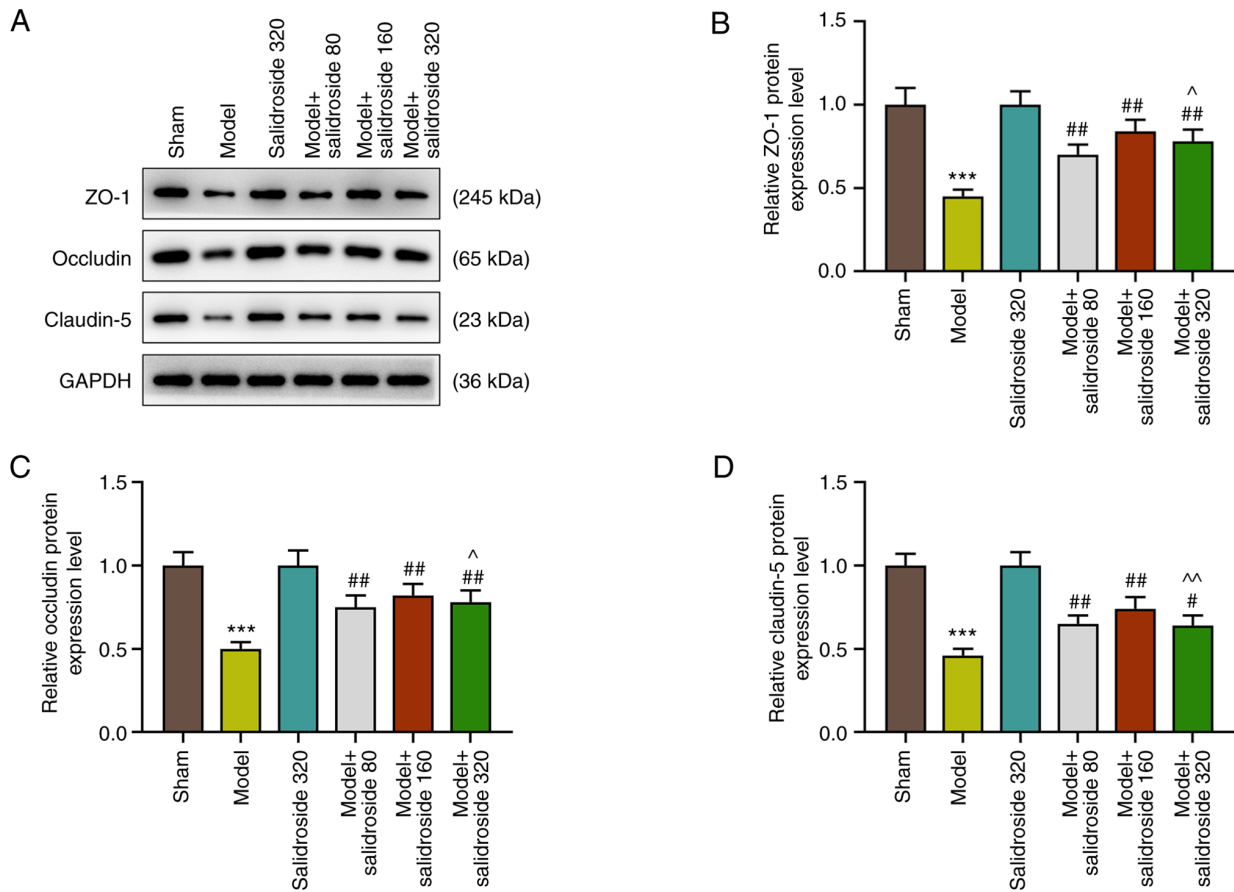 A
Sham
Model
Salidroside 320
Model+
salidroside 80
Model+
salidroside 160
Model+
salidroside 320
ZO-1
(245 kDa)
Occludin
(65 kDa)
Claudin-5
(23 kDa)
GAPDH
(36 kDa)
B
Relative ZO-1 protein
expression level
1.5
1.0
0.5
0.0
***
##
##
^
##
Sham
Model
Salidroside 320
Model+
salidroside 80
Model+
salidroside 160
Model+
salidroside 320
C
Relative occludin protein
expression level
1.5
1.0
0.5
0.0
***
##
##
^
##
Sham
Model
Salidroside 320
Model+
salidroside 80
Model+
salidroside 160
Model+
salidroside 320
D
Relative claudin-5 protein
expression level
1.5
1.0
0.5
0.0
***
##
##
^^
#
Sham
Model
Salidroside 320
Model+
salidroside 80
Model+
salidroside 160
Model+
salidroside 320